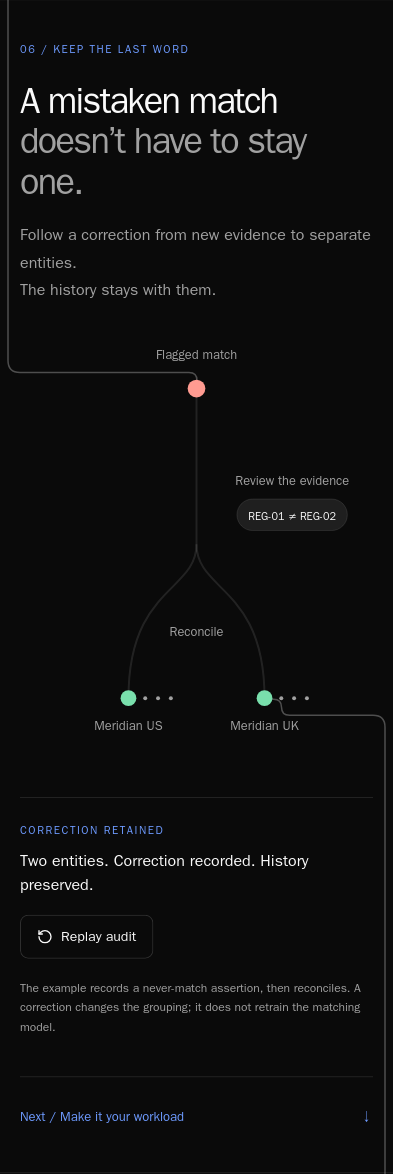 06 / KEEP THE LAST WORD
A mistaken match
doesn’t have to stay
one.
Follow a correction from new evidence to separate
entities.
The history stays with them.
Flagged match
Review the evidence
REG-01 ≠ REG-02
Reconcile
Meridian US
Meridian UK
CORRECTION RETAINED
Two entities. Correction recorded. History
preserved.
Replay audit
The example records a never-match assertion, then reconciles. A
correction changes the grouping; it does not retrain the matching
model.
Next / Make it your workload ↓